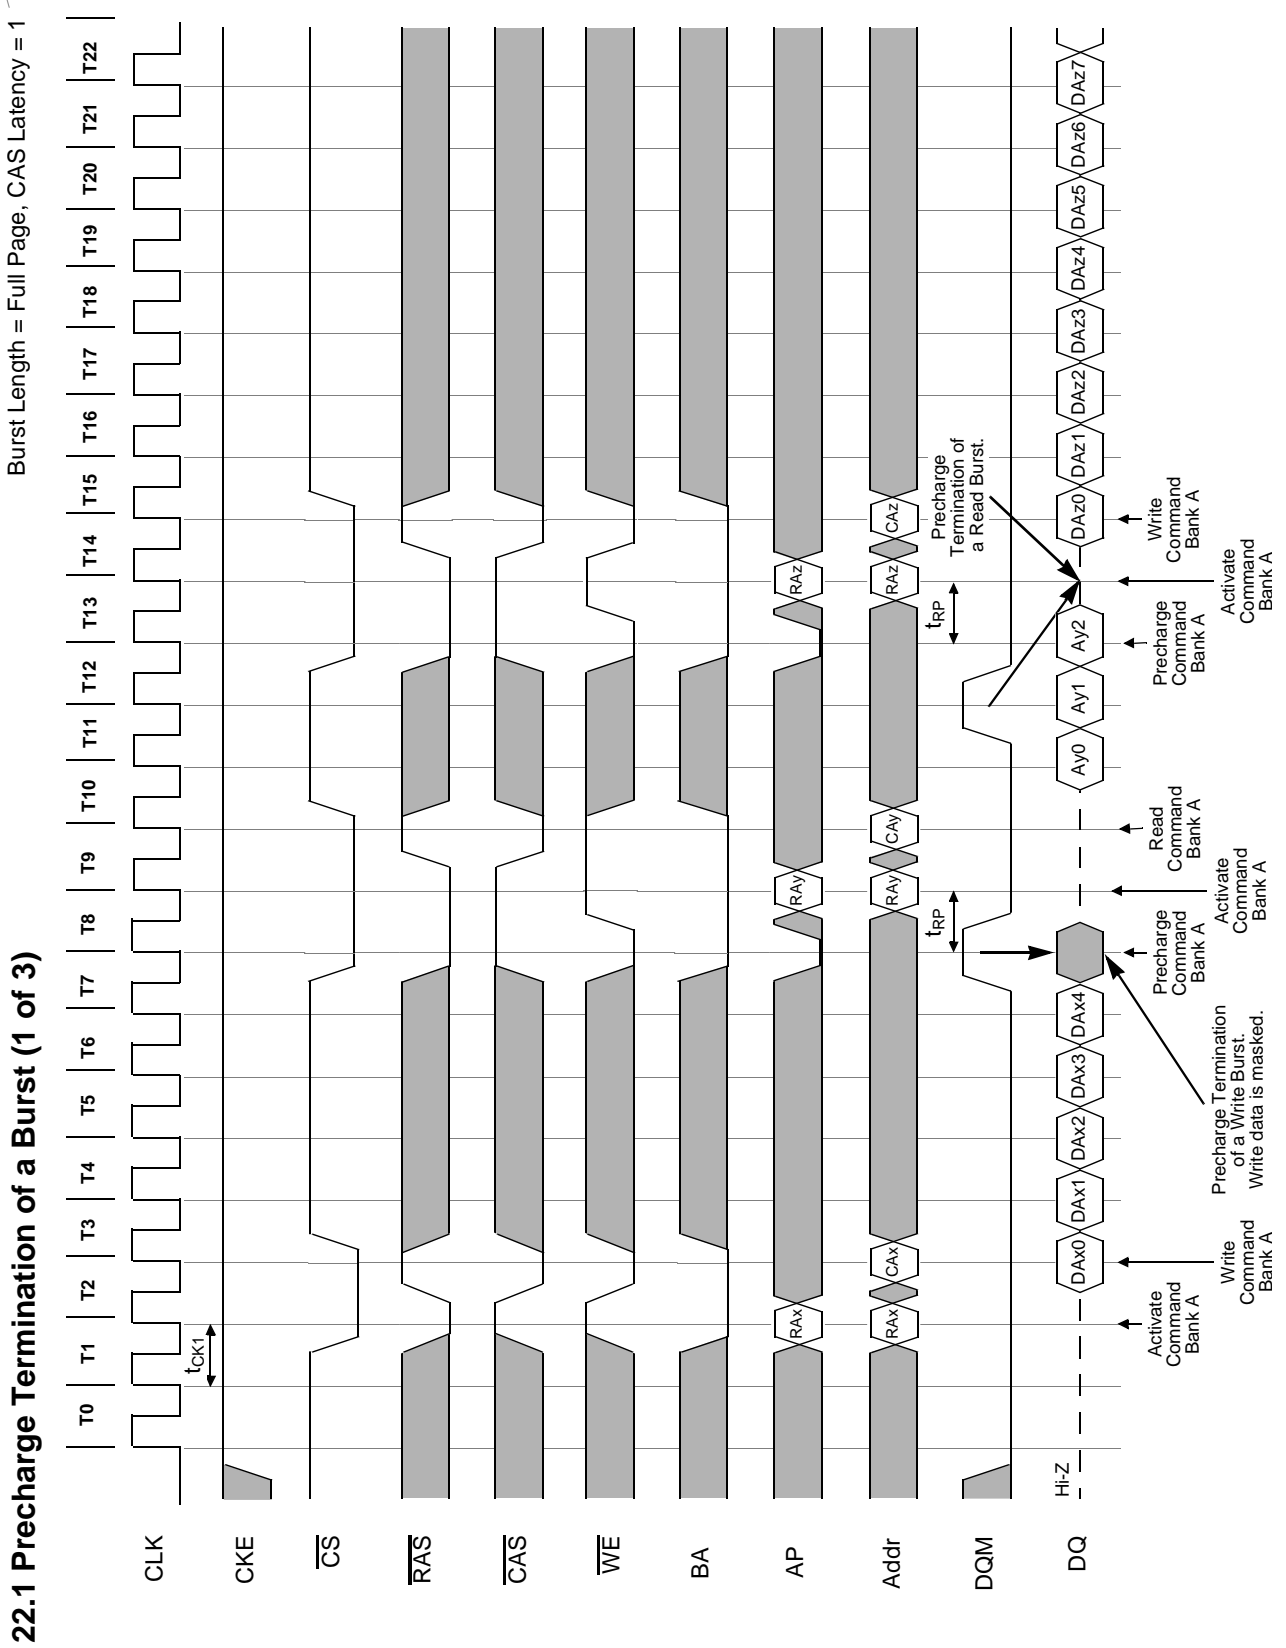 22.1 Precharge Termination of a Burst (1 of 3)
Burst Length = Full Page, CAS Latency = 1
T0 T1 T2 T3 T4 T5 T6 T7 T8 T9 T10 T11 T12 T13 T14 T15 T16 T17 T18 T19 T20 T21 T22
CLK
tCK1
CKE
CS
RAS
CAS
WE
BA
AP
RAx RAy RAz
Addr
RAx CAx RAy CAy RAz CAz
tRP
tRP
Precharge
Termination of
a Read Burst.
DQM
Hi-Z
DQ
DAx0 DAx1 DAx2 DAx3 DAx4 Ay0 Ay1 Ay2 DAz0 DAz1 DAz2 DAz3 DAz4 DAz5 DAz6 DAz7
Activate
Command
Bank A
Write
Command
Bank A
Precharge Termination
of a Write Burst.
Write data is masked.
Precharge
Command
Bank A
Activate
Command
Bank A
Read
Command
Bank A
Precharge
Command
Bank A
Activate
Command
Bank A
Write
Command
Bank A